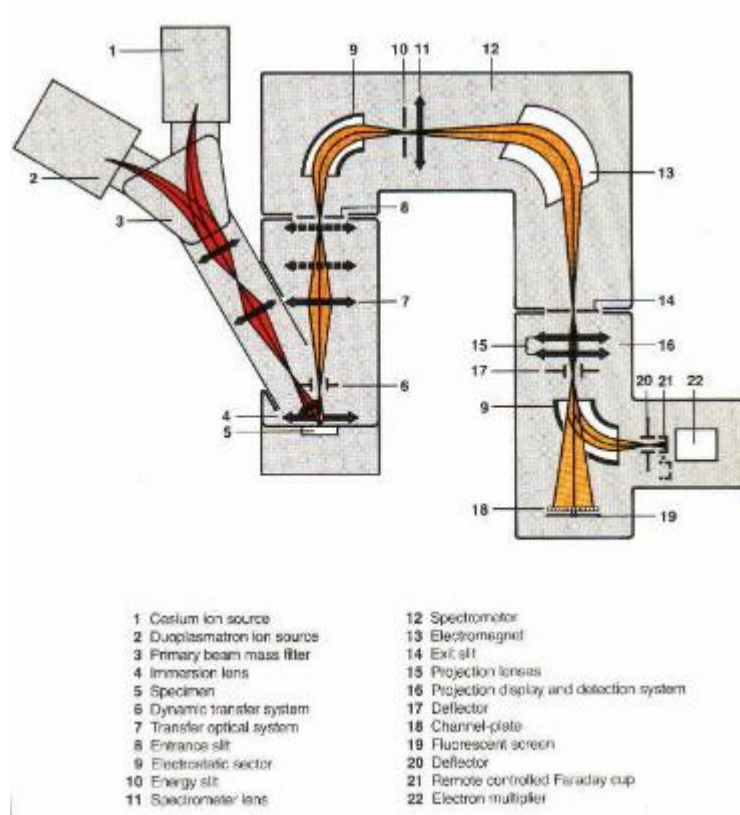 1
2
3
4
5
9
10
11
12
8
7
6
13
14
15
16
17
9
20
21
22
18
19
1 Cesium ion source
2 Duoplasmatron ion source
3 Primary beam mass filter
4 Immersion lens
5 Specimen
6 Dynamic transfer system
7 Transfer optical system
8 Entrance slit
9 Electrostatic sector
10 Energy slit
11 Spectrometer lens
12 Spectrometer
13 Electromagnet
14 Exit slit
15 Projection lenses
16 Projection display and detection system
17 Deflector
18 Channel-plate
19 Fluorescent screen
20 Deflector
21 Remote controlled Faraday cup
22 Electron multiplier